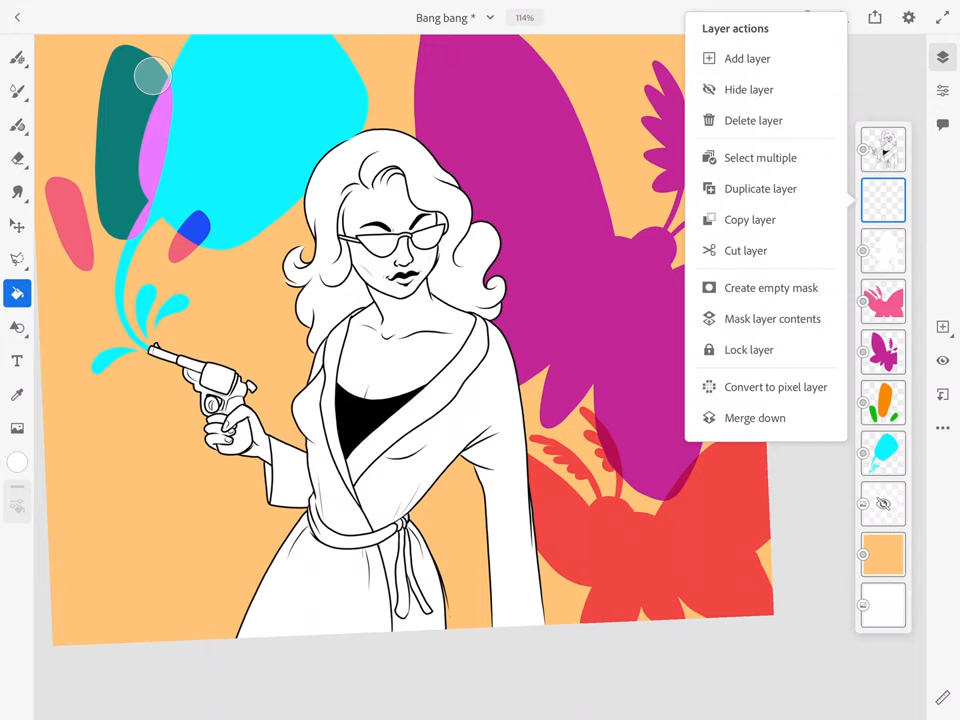 Bang bang *
114%
Layer actions
Add layer
Hide layer
Delete layer
Select multiple
Duplicate layer
Copy layer
Cut layer
Create empty mask
Mask layer contents
Lock layer
Convert to pixel layer
Merge down
T